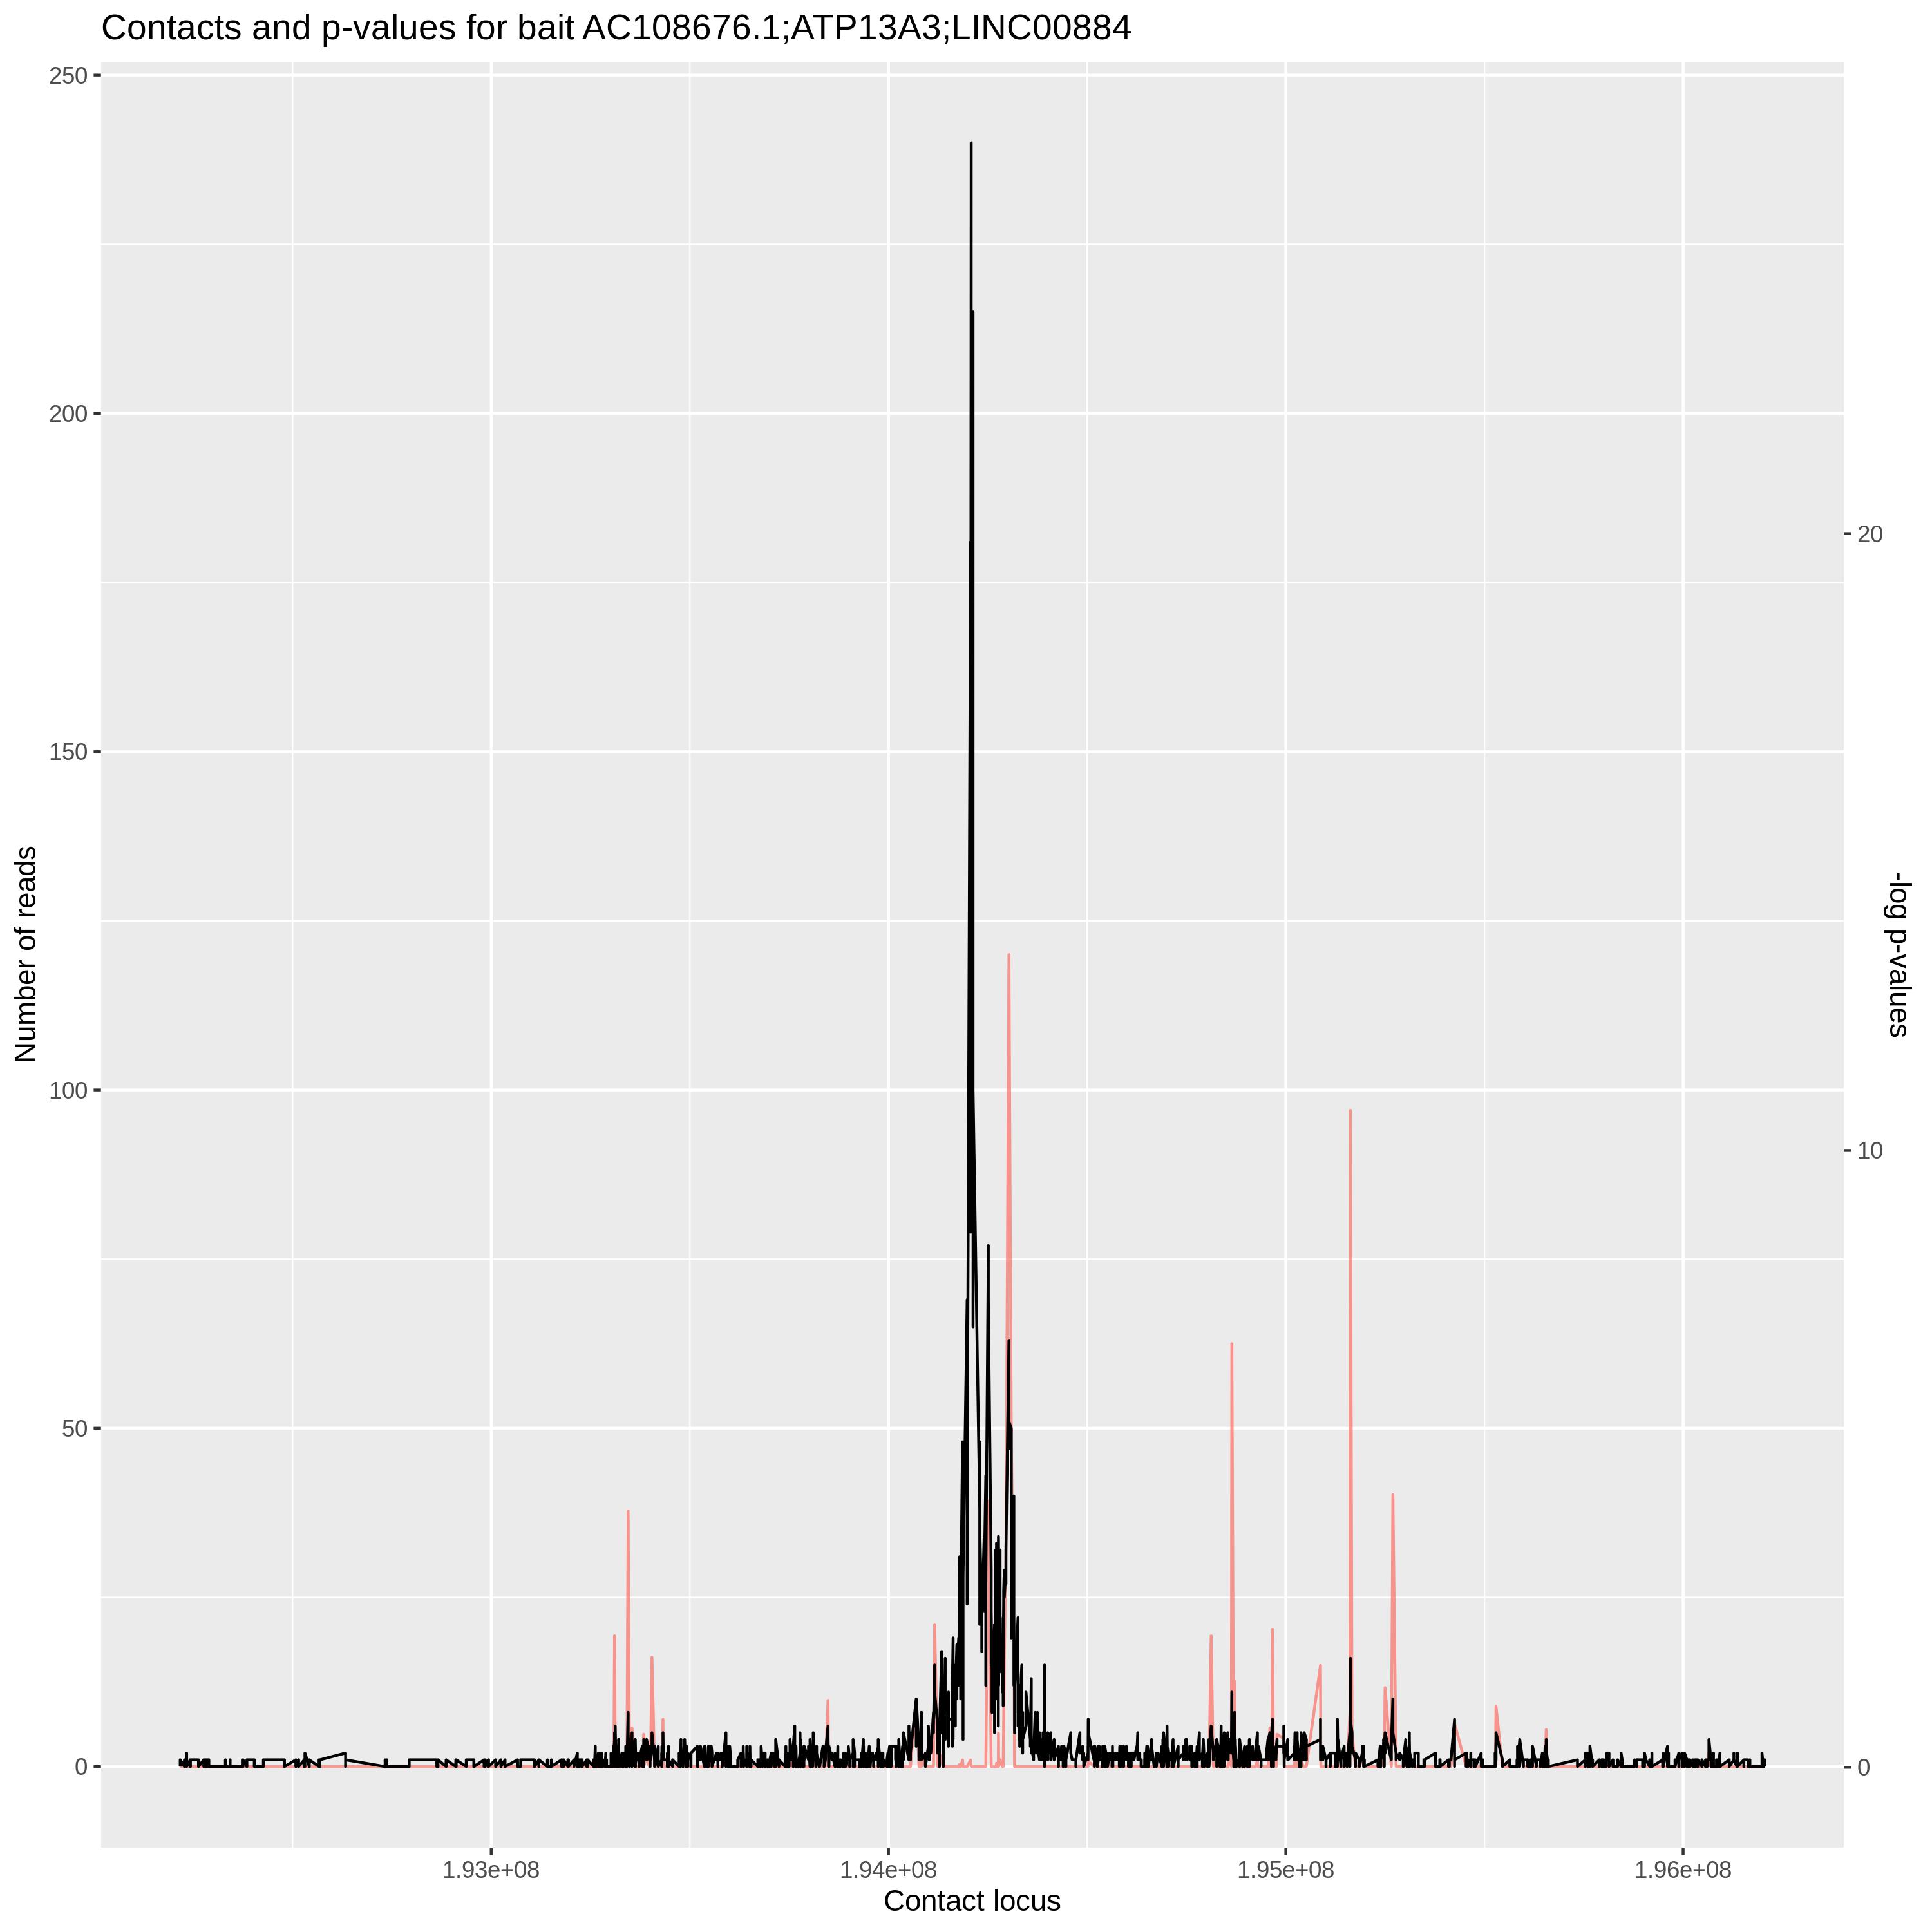 Contacts and p-values for bait AC108676.1;ATP13A3;LINC00884
250
200
150
100
50
0
Number of reads
20
10
0
-log p-values
1.93e+08 1.94e+08 1.95e+08 1.96e+08
Contact locus